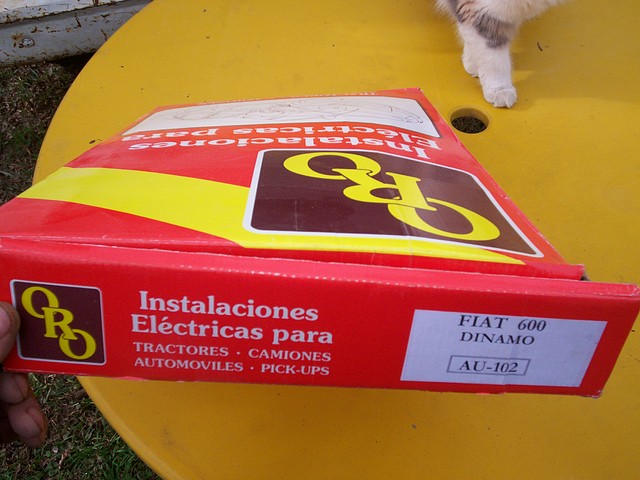 Instalaciones
Eléctricas para
ORO
ORO
Instalaciones
Eléctricas para
TRACTORES · CAMIONES
AUTOMOVILES · PICK-UPS
FIAT 600
DINAMO
AU-102